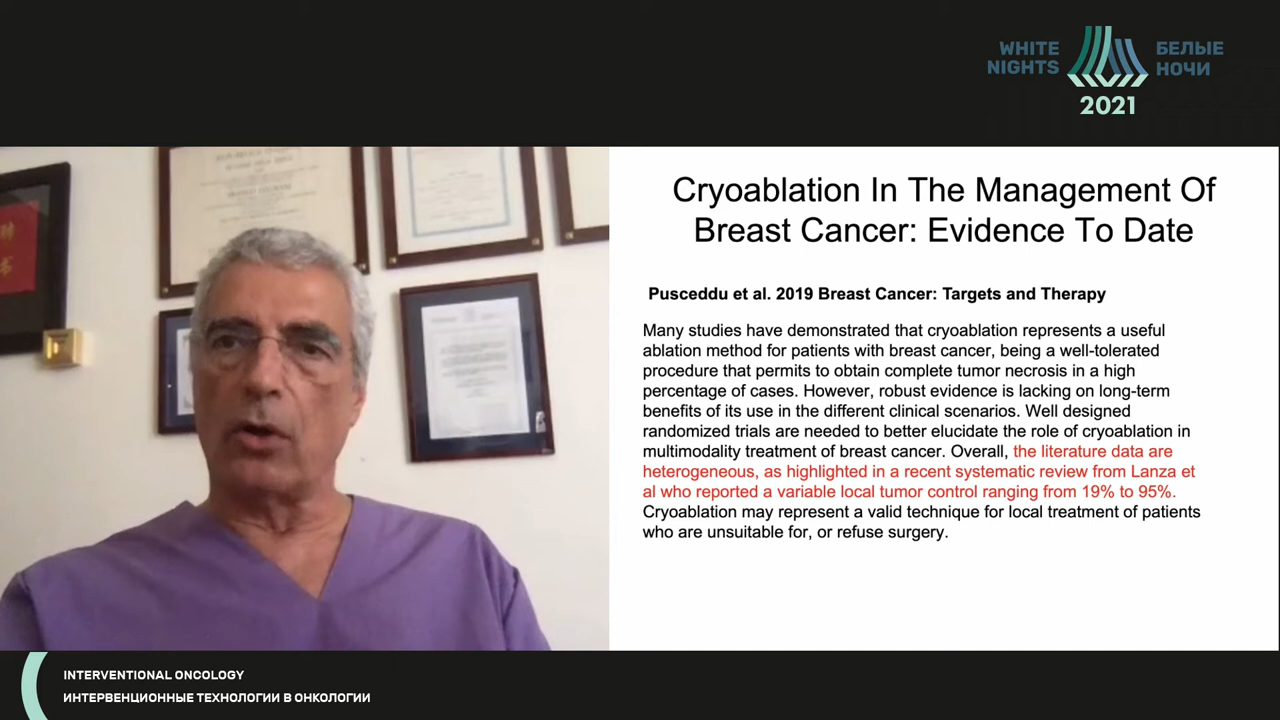 WHITE
NIGHTS
БЕЛЫЕ
НОЧИ
2021
Cryoablation In The Management Of
Breast Cancer: Evidence To Date
Pusceddu et al. 2019 Breast Cancer: Targets and Therapy
Many studies have demonstrated that cryoablation represents a useful
ablation method for patients with breast cancer, being a well-tolerated
procedure that permits to obtain complete tumor necrosis in a high
percentage of cases. However, robust evidence is lacking on long-term
benefits of its use in the different clinical scenarios. Well designed
randomized trials are needed to better elucidate the role of cryoablation in
multimodality treatment of breast cancer. Overall, the literature data are
heterogeneous, as highlighted in a recent systematic review from Lanza et
al who reported a variable local tumor control ranging from 19% to 95%.
Cryoablation may represent a valid technique for local treatment of patients
who are unsuitable for, or refuse surgery.
INTERVENTIONAL ONCOLOGY
ИНТЕРВЕНЦИОННЫЕ ТЕХНОЛОГИИ В ОНКОЛОГИИ